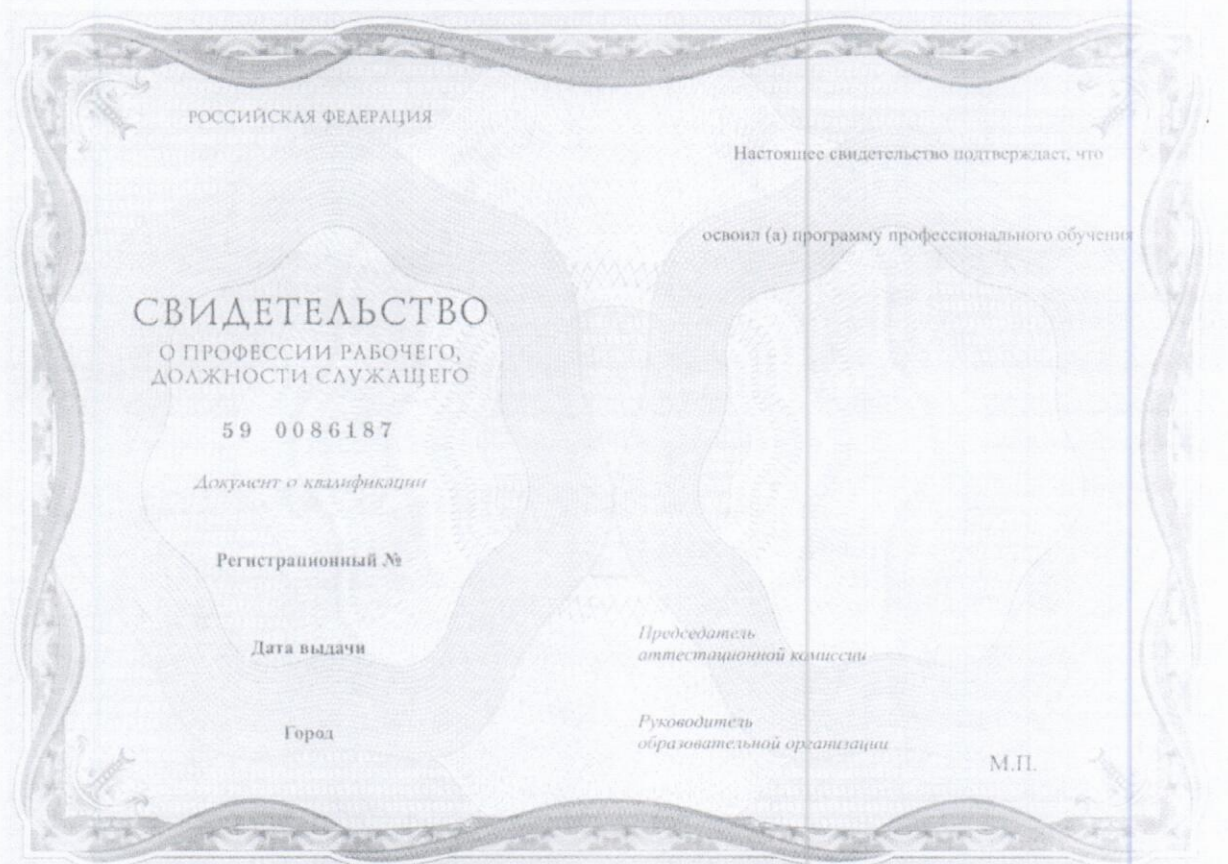 РОССИЙСКАЯ ФЕДЕРАЦИЯ
СВИДЕТЕЛЬСТВО
О ПРОФЕССИИ РАБОЧЕГО,
ДОЛЖНОСТИ СЛУЖАЩЕГО
59 0086187
Документ о квалификации
Регистрационный №
Дата выдачи
Город
Настоящее свидетельство подтверждает, что
освоил (а) программу профессионального обучения
Председатель
аттестационной комиссии
Руководитель
образовательной организации
М.П.